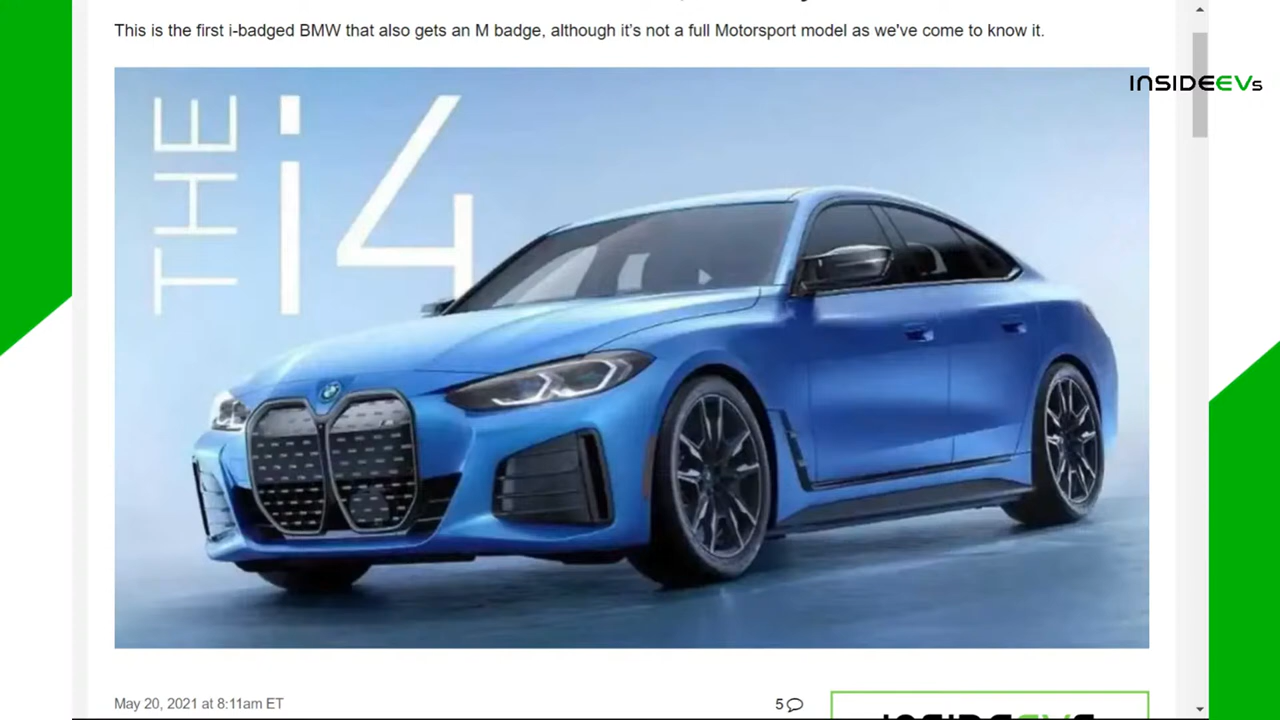 This is the first i-badged BMW that also gets an M badge, although it's not a full Motorsport model as we've come to know it.
INSIDEEVs
THE
i4
May 20, 2021 at 8:11am ET
5
INSIDEEVs